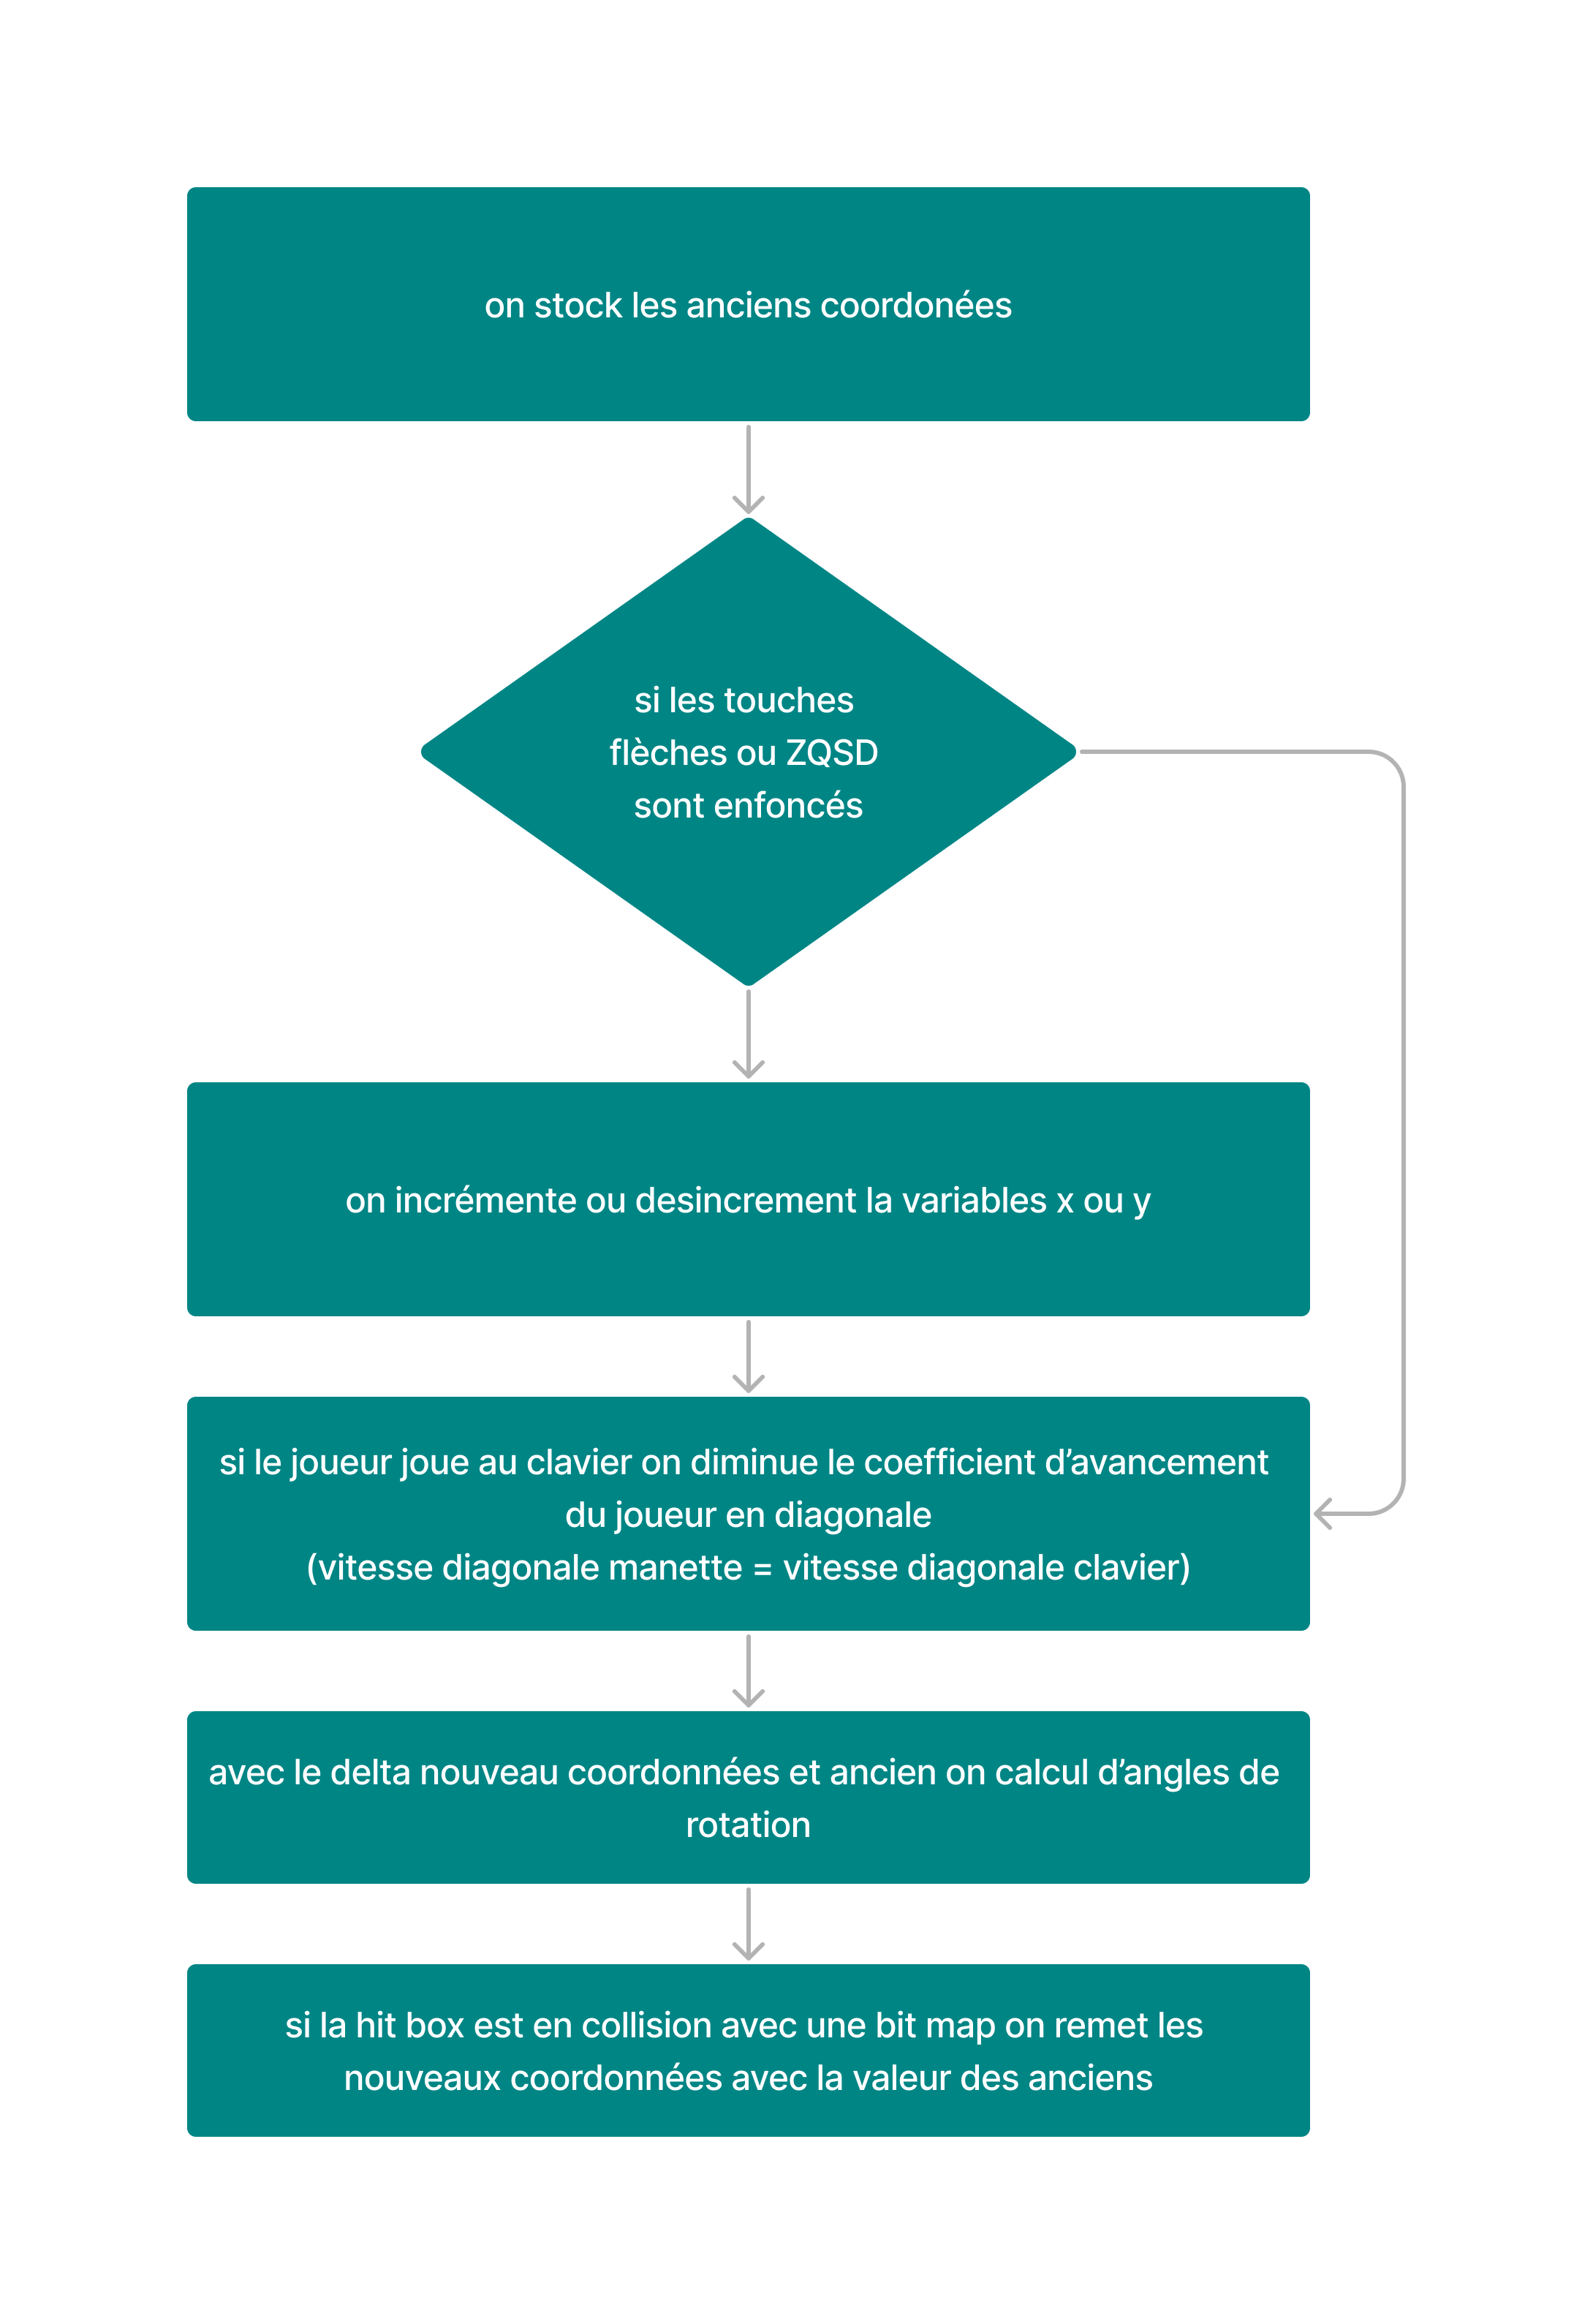 on stock les anciens coordonées
si les touches
flèches ou ZQSD
sont enfoncés
on incrémente ou desincrement la variables x ou y
si le joueur joue au clavier on diminue le coefficient d’avancement
du joueur en diagonale
(vitesse diagonale manette = vitesse diagonale clavier)
avec le delta nouveau coordonnées et ancien on calcul d’angles de
rotation
si la hit box est en collision avec une bit map on remet les
nouveaux coordonnées avec la valeur des anciens